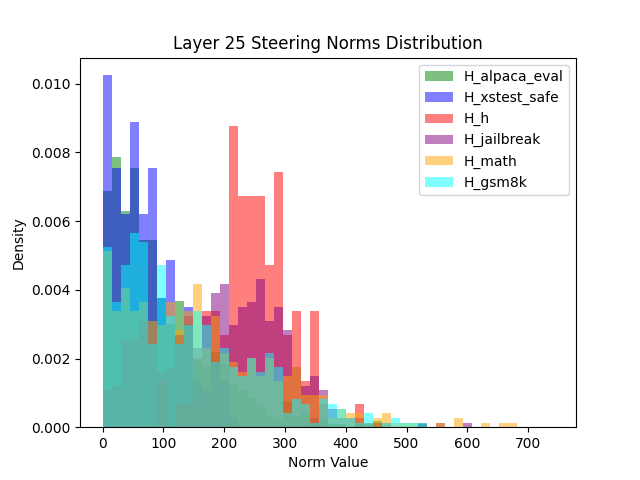 Layer 25 Steering Norms Distribution
H_alpaca_eval
H_xstest_safe
H_h
H_jailbreak
H_math
H_gsm8k
Density
0.010
0.008
0.006
0.004
0.002
0.000
0 100 200 300 400 500 600 700
Norm Value